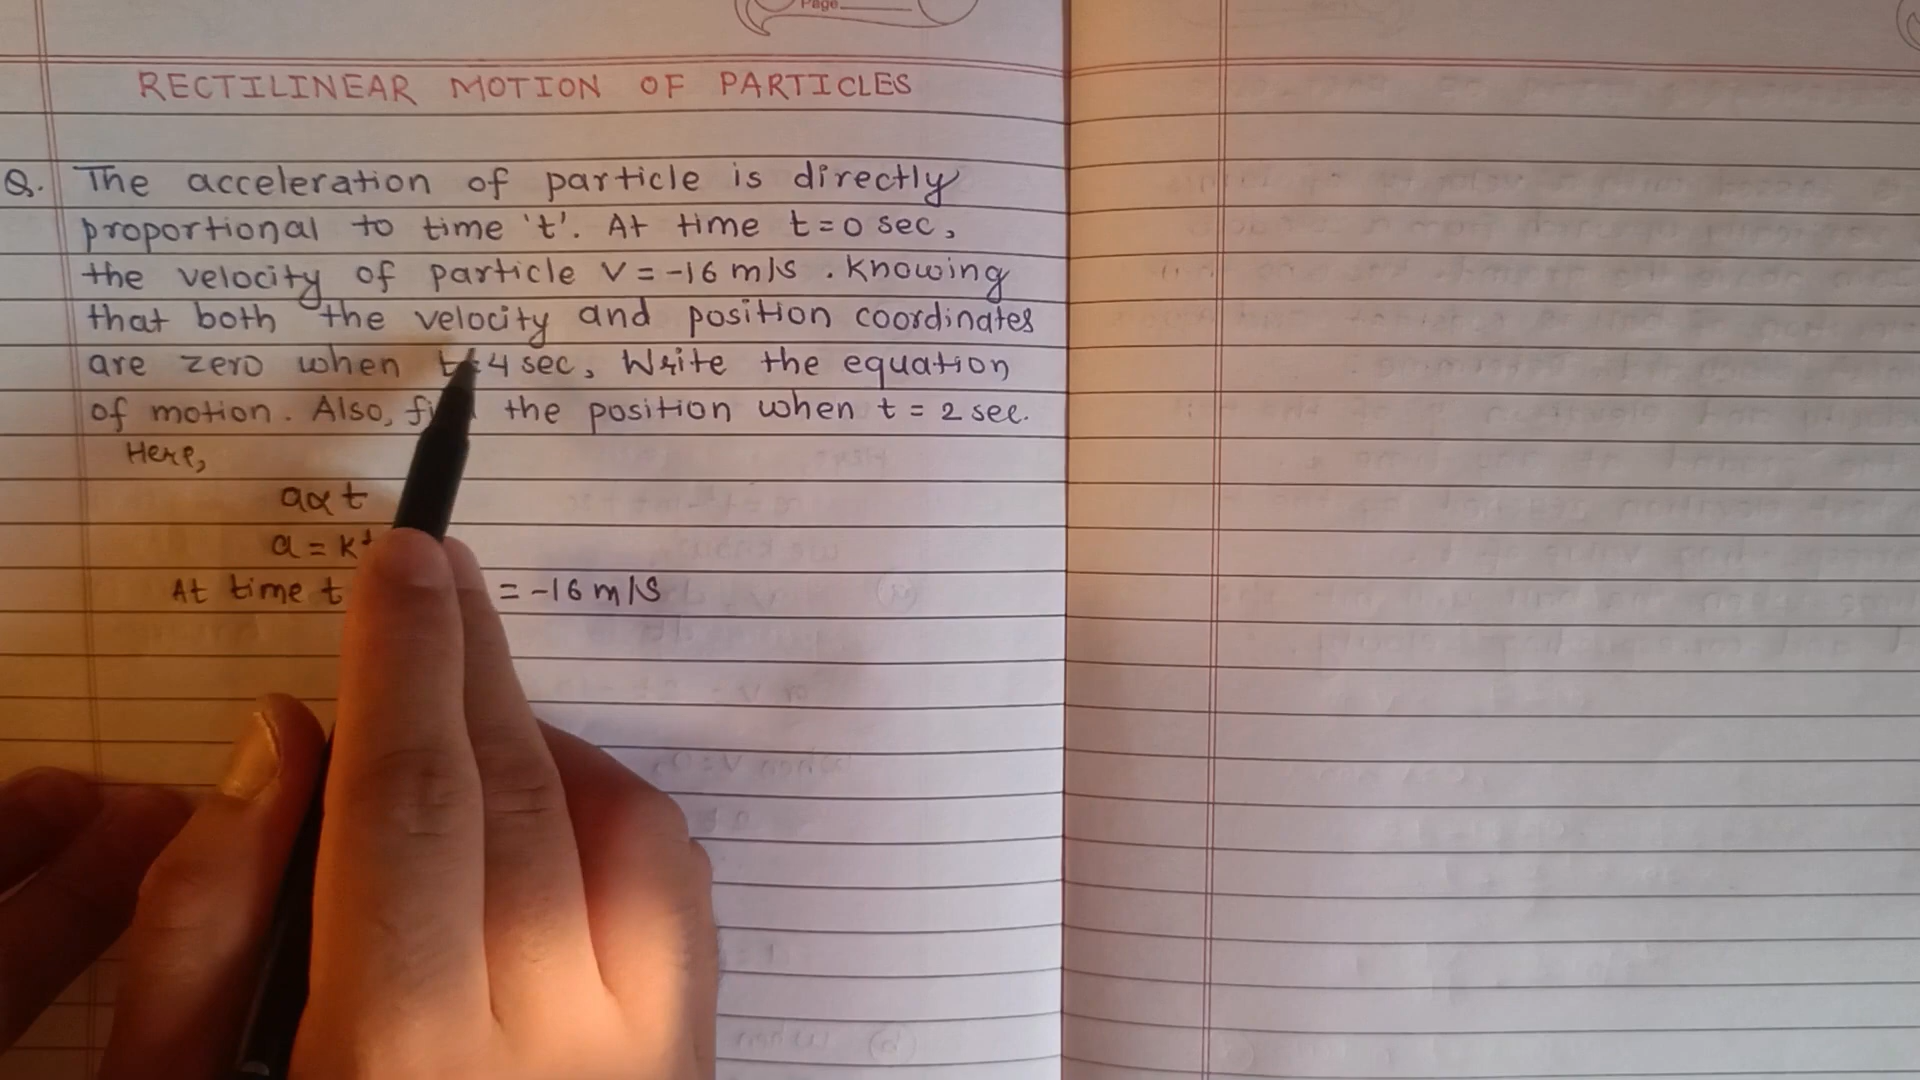 Page
RECTILINEAR MOTION OF PARTICLES
Q. The acceleration of particle is directly
proportional to time 't'. At time t=0 sec,
the velocity of particle V = -16 m/s. Knowing
that both the velocity and position coordinates
are zero when t=4 sec, Write the equation
of motion. Also, the position when t = 2 sec.
Here,
a∝t
a = kt
At time t = -16 m/s